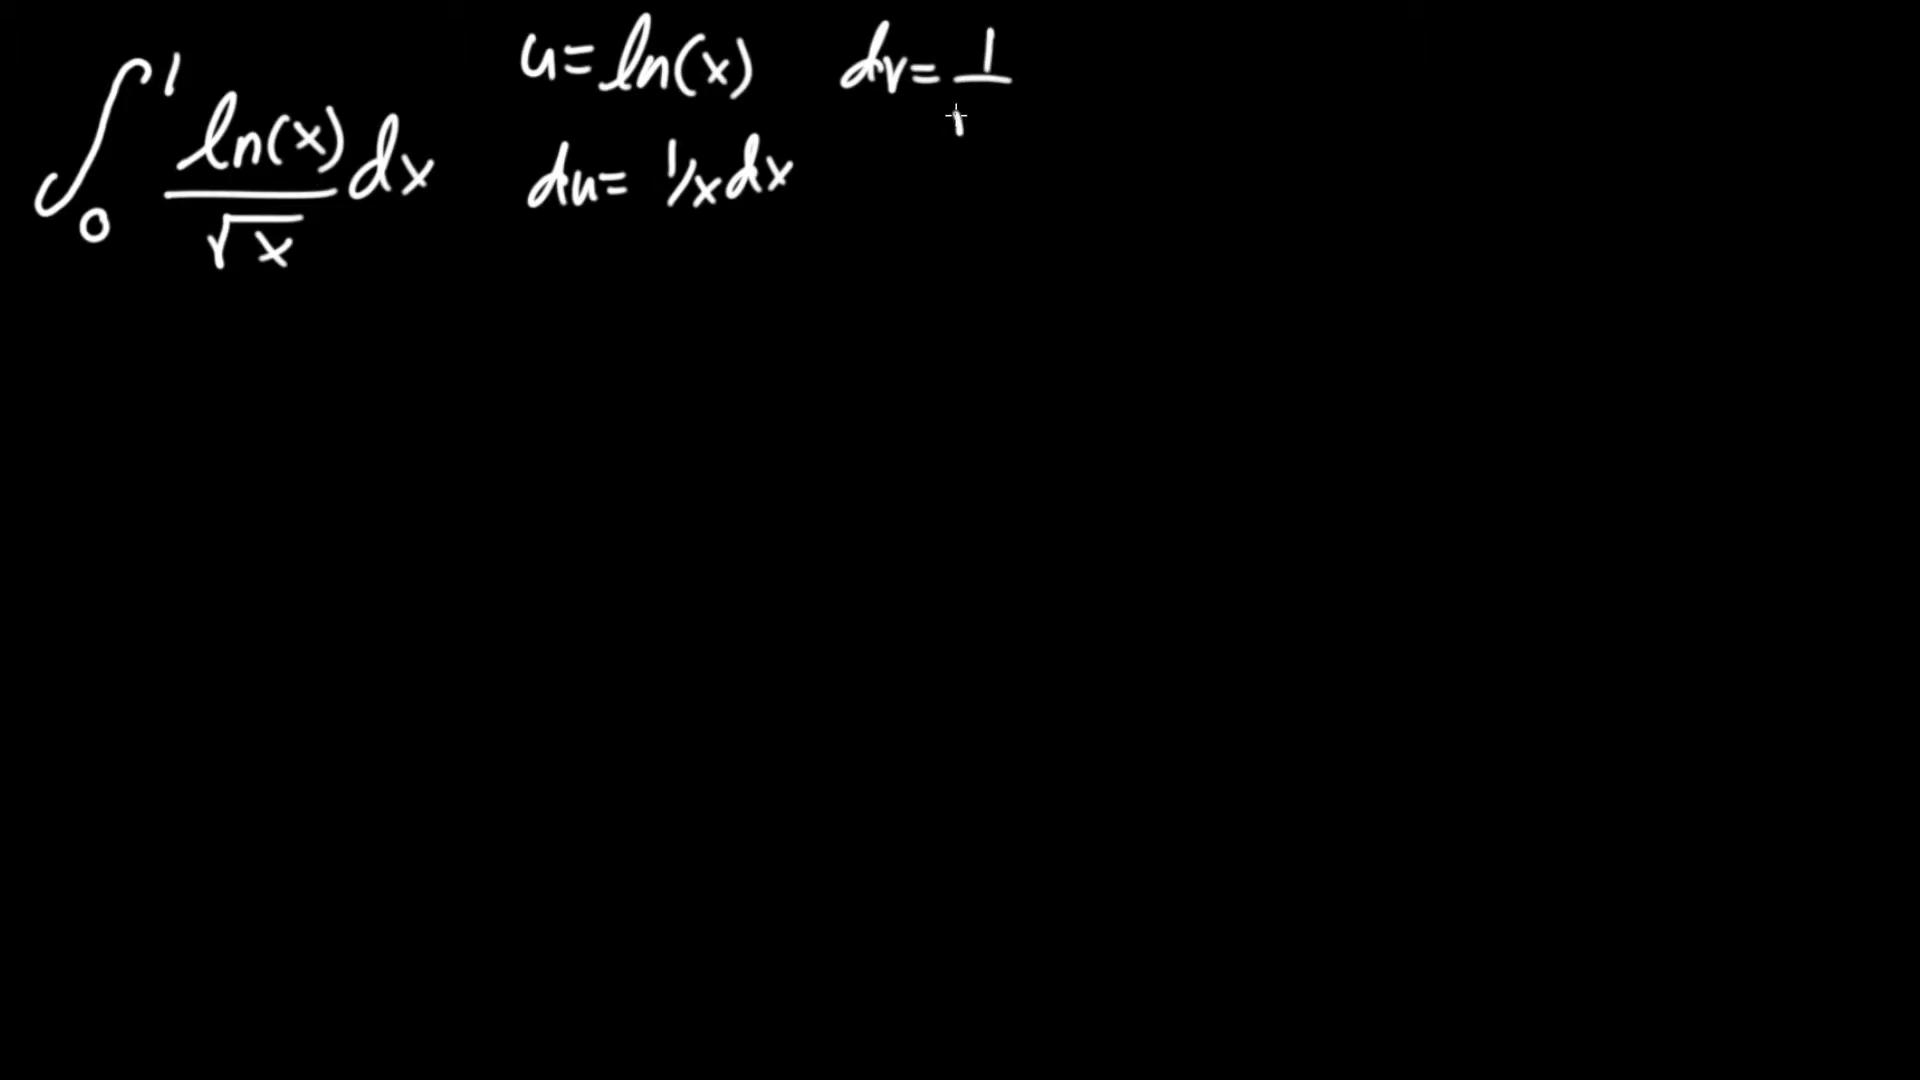 ∫₀¹ ln(x)/√x dx
u = ln(x) dv = 1/
du = 1/x dx